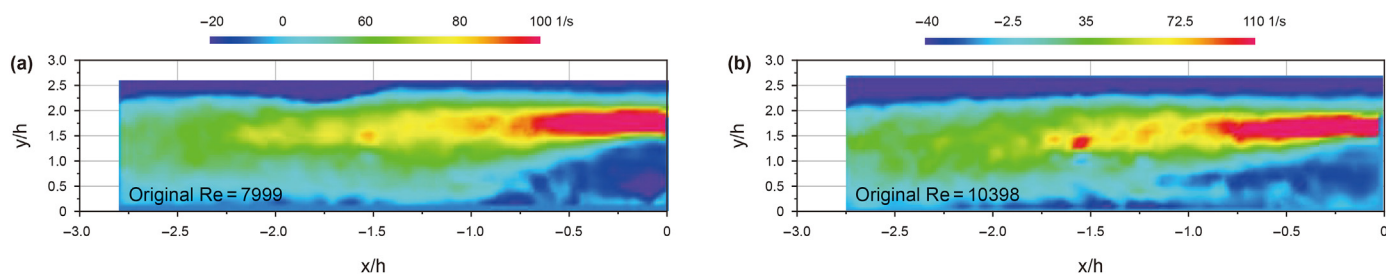 −20 0 60 80 100 1/s
−40 −2.5 35 72.5 110 1/s
(a)
3.0
2.5
2.0
1.5
1.0
0.5
0
y/h
Original Re = 7999
−3.0 −2.5 −2.0 −1.5 −1.0 −0.5 0
x/h
(b)
3.0
2.5
2.0
1.5
1.0
0.5
0
y/h
Original Re = 10398
−3.0 −2.5 −2.0 −1.5 −1.0 −0.5 0
x/h